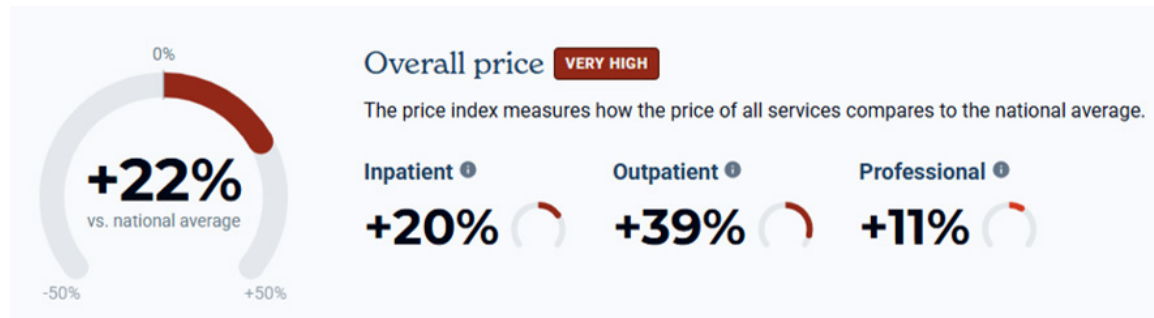 0%
+22%
vs. national average
-50%
+50%
Overall price VERY HIGH
The price index measures how the price of all services compares to the national average.
Inpatient
+20%
Outpatient
+39%
Professional
+11%